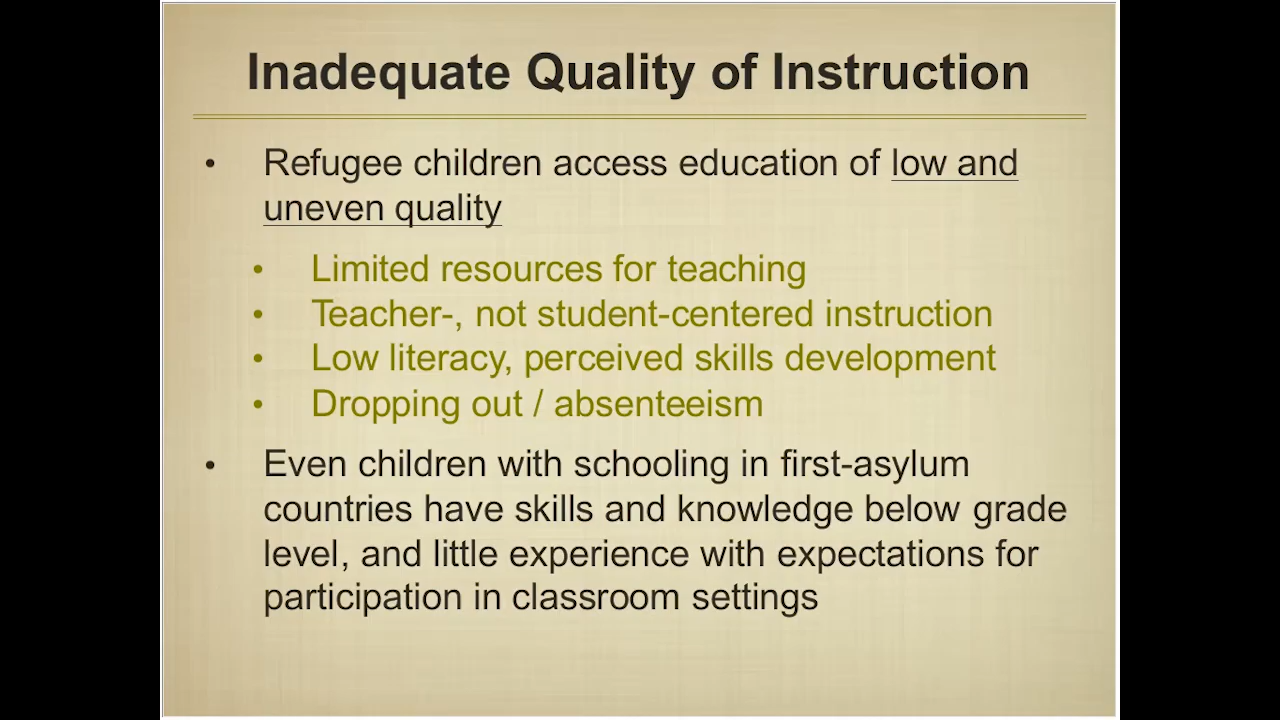 Inadequate Quality of Instruction
• Refugee children access education of low and
uneven quality
• Limited resources for teaching
• Teacher-, not student-centered instruction
• Low literacy, perceived skills development
• Dropping out / absenteeism
• Even children with schooling in first-asylum
countries have skills and knowledge below grade
level, and little experience with expectations for
participation in classroom settings